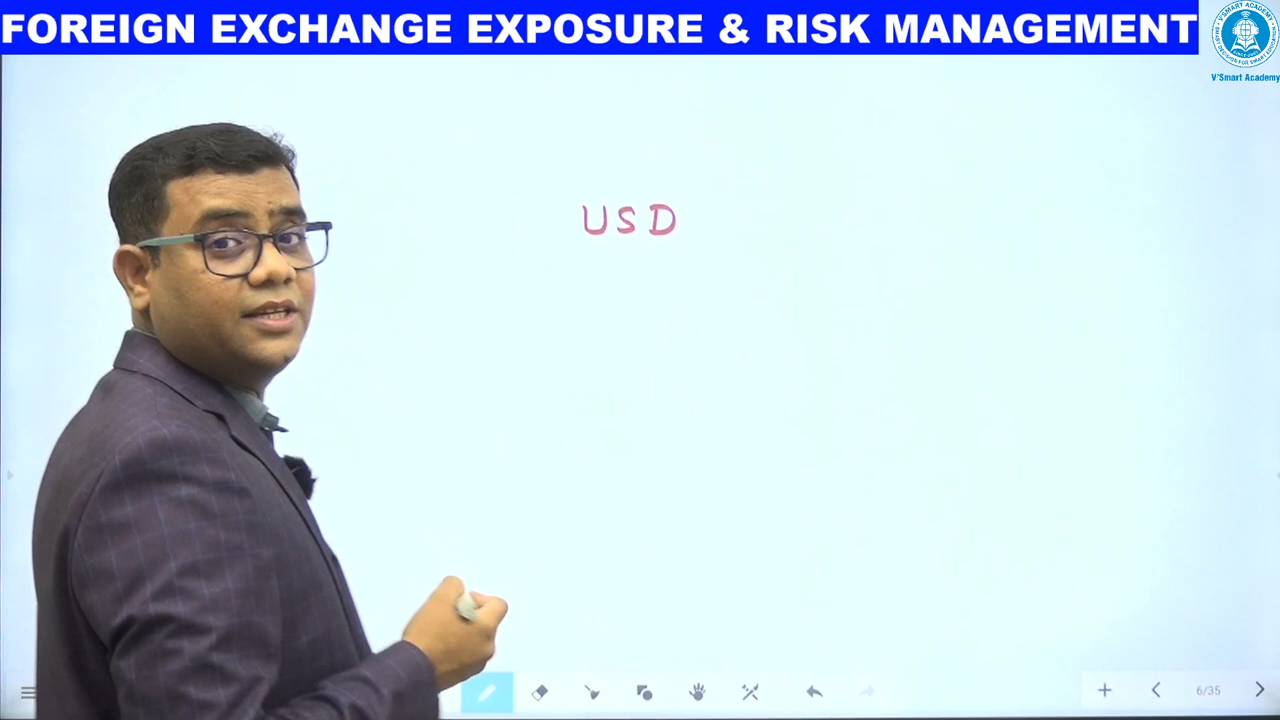 FOREIGN EXCHANGE EXPOSURE & RISK MANAGEMENT
V'Smart Academy
USD
6/35